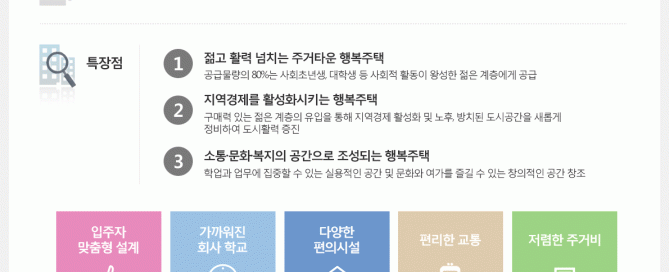 특장점
1 젊고 활력 넘치는 주거타운 행복주택
공급물량의 80%는 사회초년생, 대학생 등 사회적 활동이 왕성한 젊은 계층에게 공급
2 지역경제를 활성화시키는 행복주택
구매력 있는 젊은 계층의 유입을 통해 지역경제 활성화 및 노후, 방치된 도시공간을 새롭게
정비하여 도시활력 증진
3 소통·문화·복지의 공간으로 조성되는 행복주택
학업과 업무에 집중할 수 있는 실용적인 공간 및 문화와 여가를 즐길 수 있는 창의적인 공간 창조
입주자
맞춤형 설계
가까워진
회사 학교
다양한
편의시설
편리한 교통
저렴한 주거비